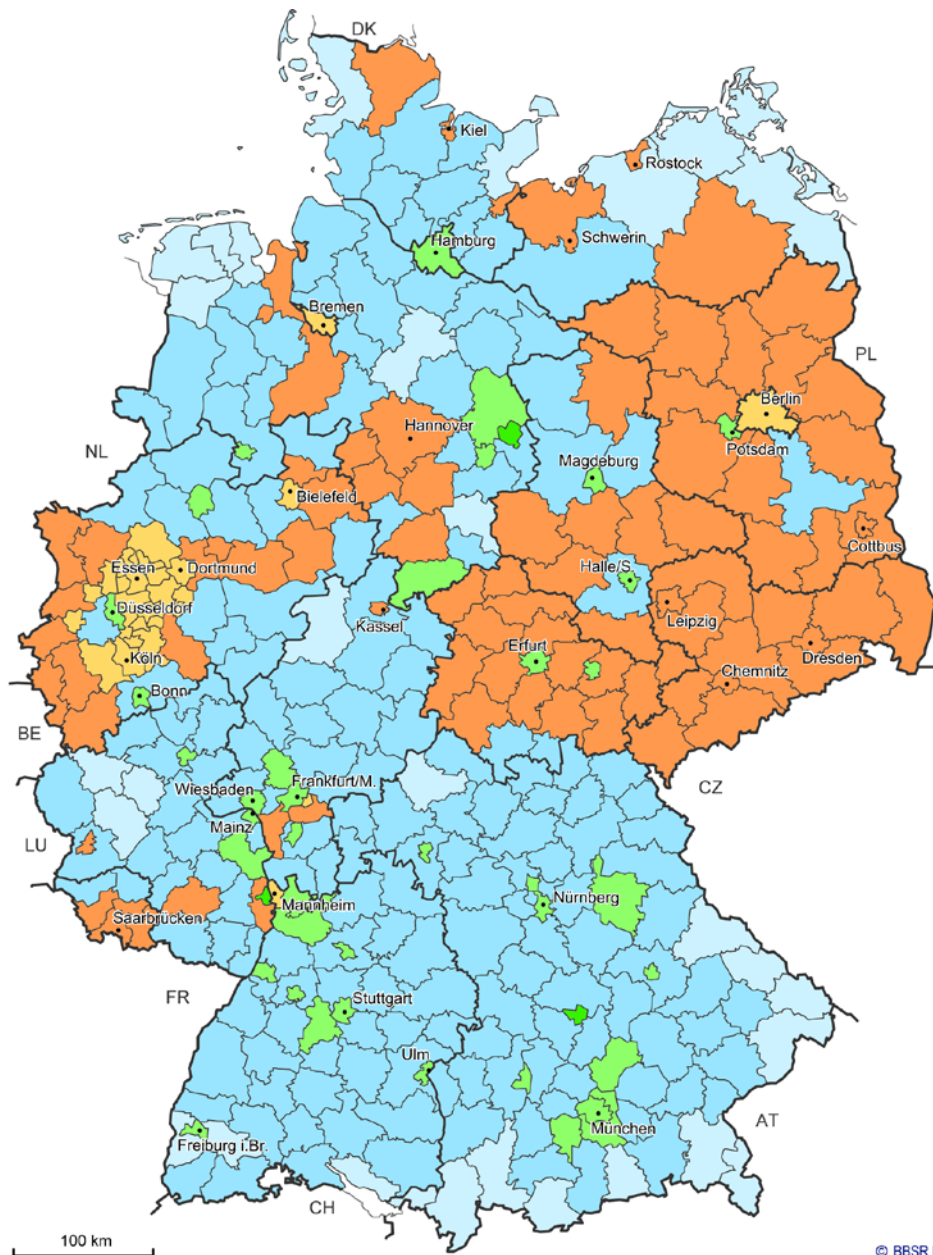 DK
Kiel
Rostock
Hamburg
Schwerin
Bremen
PL
Berlin
Hannover
Potsdam
NL
Magdeburg
Bielefeld
Cottbus
Essen
Dortmund
Halle/S.
Düsseldorf
Leipzig
Kassel
Erfurt
Dresden
Köln
Chemnitz
Bonn
BE
Wiesbaden
Frankfurt/M.
CZ
Mainz
LU
Mannheim
Nürnberg
Saarbrücken
FR
Stuttgart
Ulm
München
AT
Freiburg i.Br.
CH
100 km
© BBSR